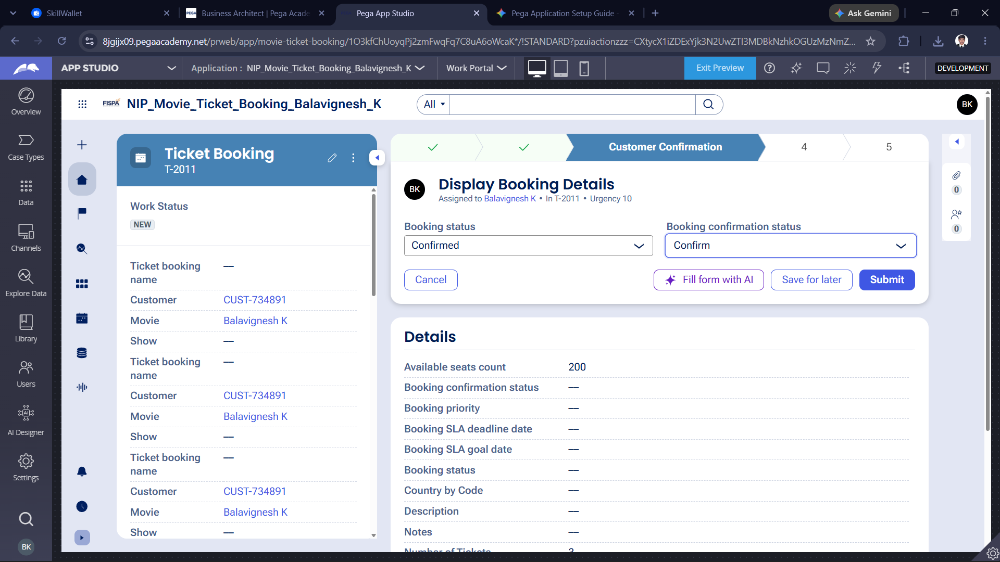 SkillWallet
Business Architect | Pega Acade
Pega App Studio
Pega Application Setup Guide -
Ask Gemini
8jgijx09.pegaacademy.net/prweb/app/movie-ticket-booking/1O3kfChUoyqPj2zmFwqFq7C8uA6oWcaK*/!STANDARD?pzuiactionzzz=CXtycX1iZDExYjk3N2UwZTI3MDBkNzhkOGUzMzNmZ...
APP STUDIO
Application : NIP_Movie_Ticket_Booking_Balavignesh_K
Work Portal
Exit Preview
DEVELOPMENT
Overview
Case Types
Data
Channels
Explore Data
Library
Users
AI
AI Designer
Settings
BK
FISPA
NIP_Movie_Ticket_Booking_Balavignesh_K
All
BK
Ticket Booking
T-2011
Work Status
NEW
Ticket booking name —
Customer CUST-734891
Movie Balavignesh K
Show —
Ticket booking name —
Customer CUST-734891
Movie Balavignesh K
Show —
Ticket booking name —
Customer CUST-734891
Movie Balavignesh K
Show —
Customer Confirmation
4
5
BK
Display Booking Details
Assigned to Balavignesh K • In T-2011 • Urgency 10
Booking status
Confirmed
Booking confirmation status
Confirm
Cancel
Fill form with AI
Save for later
Submit
Details
Available seats count 200
Booking confirmation status —
Booking priority —
Booking SLA deadline date —
Booking SLA goal date —
Booking status —
Country by Code —
Description —
Notes —
Number of Tickets 3
0
0